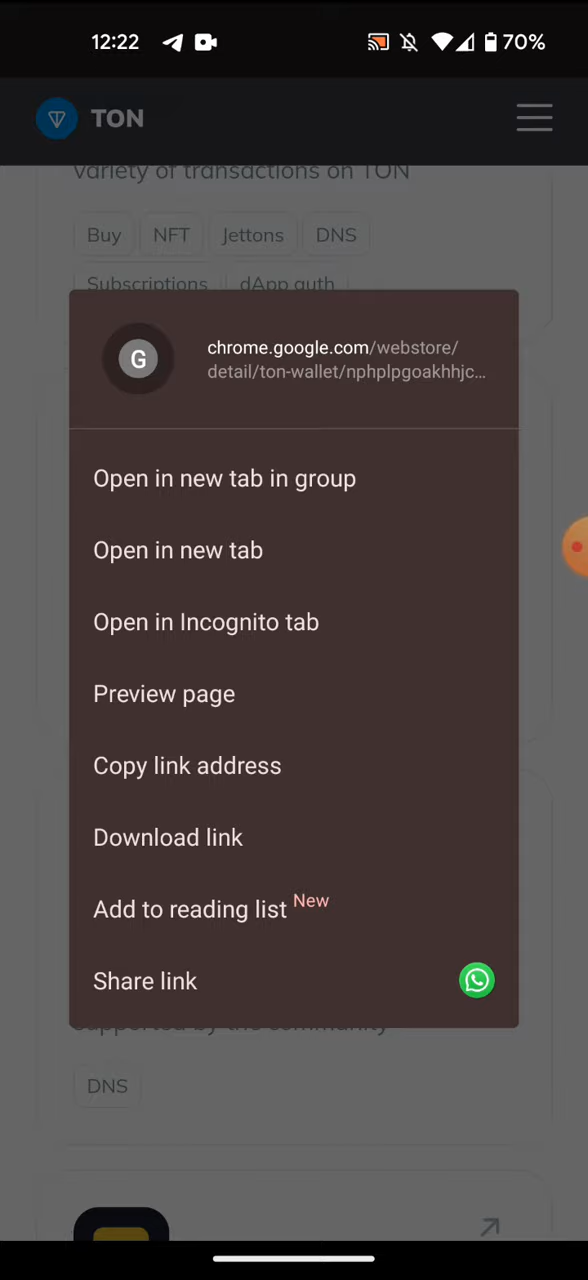 12:22
70%
TON
variety of transactions on TON
Buy NFT Jettons DNS
Subscriptions dApp auth
G
chrome.google.com/webstore/
detail/ton-wallet/nphplpgoakhhjc...
Open in new tab in group
Open in new tab
Open in Incognito tab
Preview page
Copy link address
Download link
Add to reading list New
Share link
supported by the community
DNS